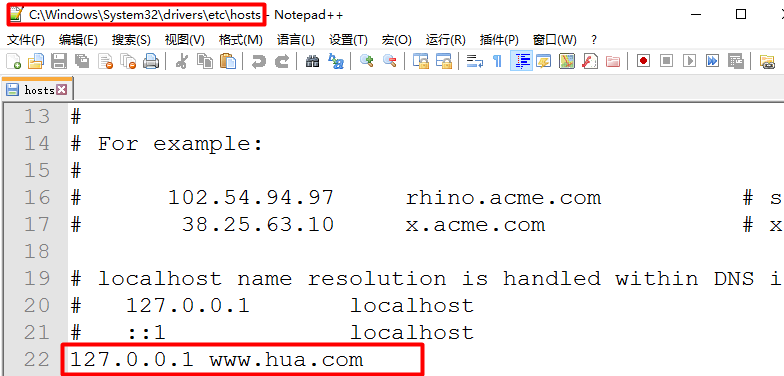 C:\Windows\System32\drivers\etc\hosts - Notepad++
文件(F) 编辑(E) 搜索(S) 视图(V) 格式(M) 语言(L) 设置(T) 宏(O) 运行(R) 插件(P) 窗口(W) ?
hosts
13 #
14 # For example:
15 #
16 # 102.54.94.97 rhino.acme.com # s
17 # 38.25.63.10 x.acme.com # x
18
19 # localhost name resolution is handled within DNS i
20 # 127.0.0.1 localhost
21 # ::1 localhost
22 127.0.0.1 www.hua.com